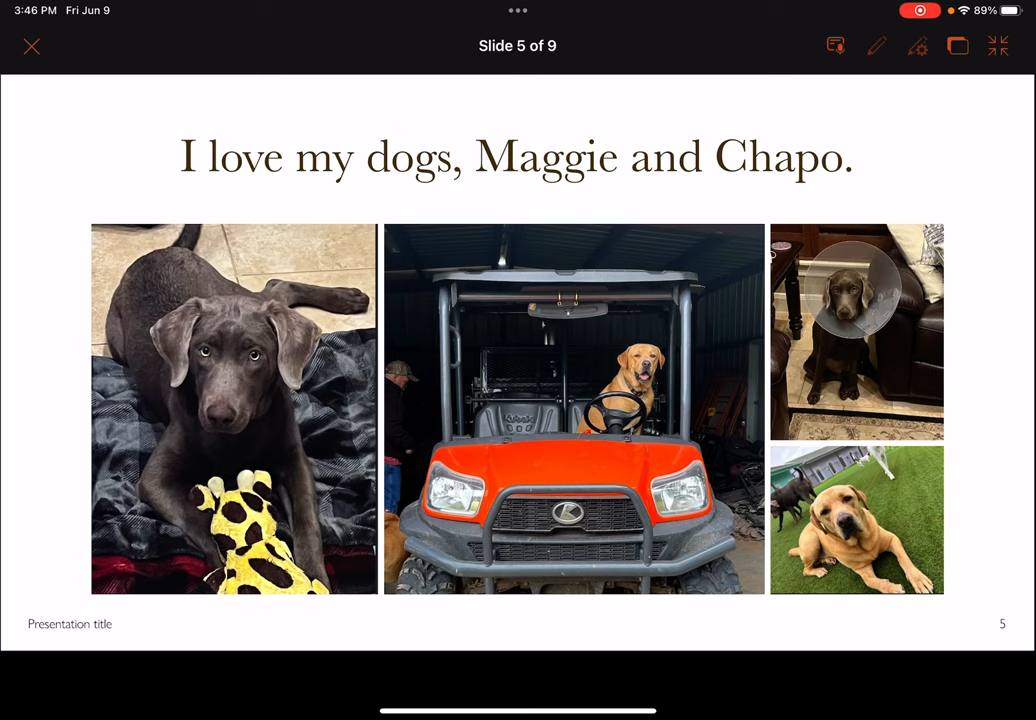 3:46 PM Fri Jun 9
89%
Slide 5 of 9
I love my dogs, Maggie and Chapo.
Presentation title
5